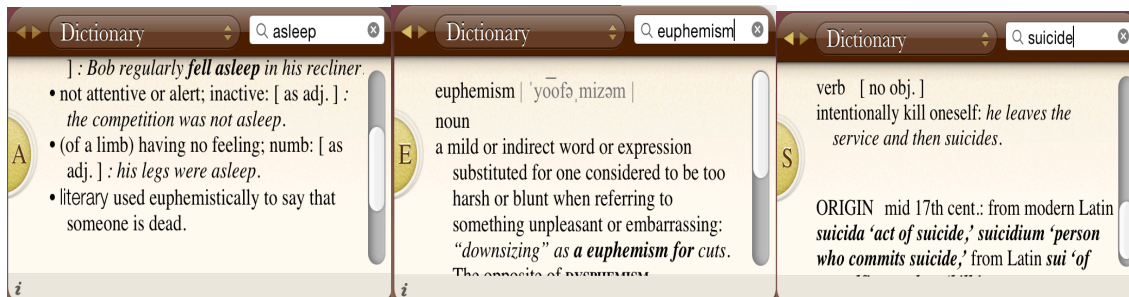 Dictionary
asleep
] : Bob regularly fell asleep in his recliner.
• not attentive or alert; inactive: [ as adj. ] :
the competition was not asleep.
• (of a limb) having no feeling; numb: [ as
adj. ] : his legs were asleep.
• literary used euphemistically to say that
someone is dead.
A
i
Dictionary
euphemism
euphemism | ˈyo͞ofəˌmizəm |
noun
a mild or indirect word or expression
substituted for one considered to be too
harsh or blunt when referring to
something unpleasant or embarrassing:
“downsizing” as a euphemism for cuts.
The opposite of DYSPHEMISM
E
i
Dictionary
suicide
verb [ no obj. ]
intentionally kill oneself: he leaves the
service and then suicides.
S
ORIGIN mid 17th cent.: from modern Latin
suicida ‘act of suicide,’ suicidium ‘person
who commits suicide,’ from Latin sui ‘of